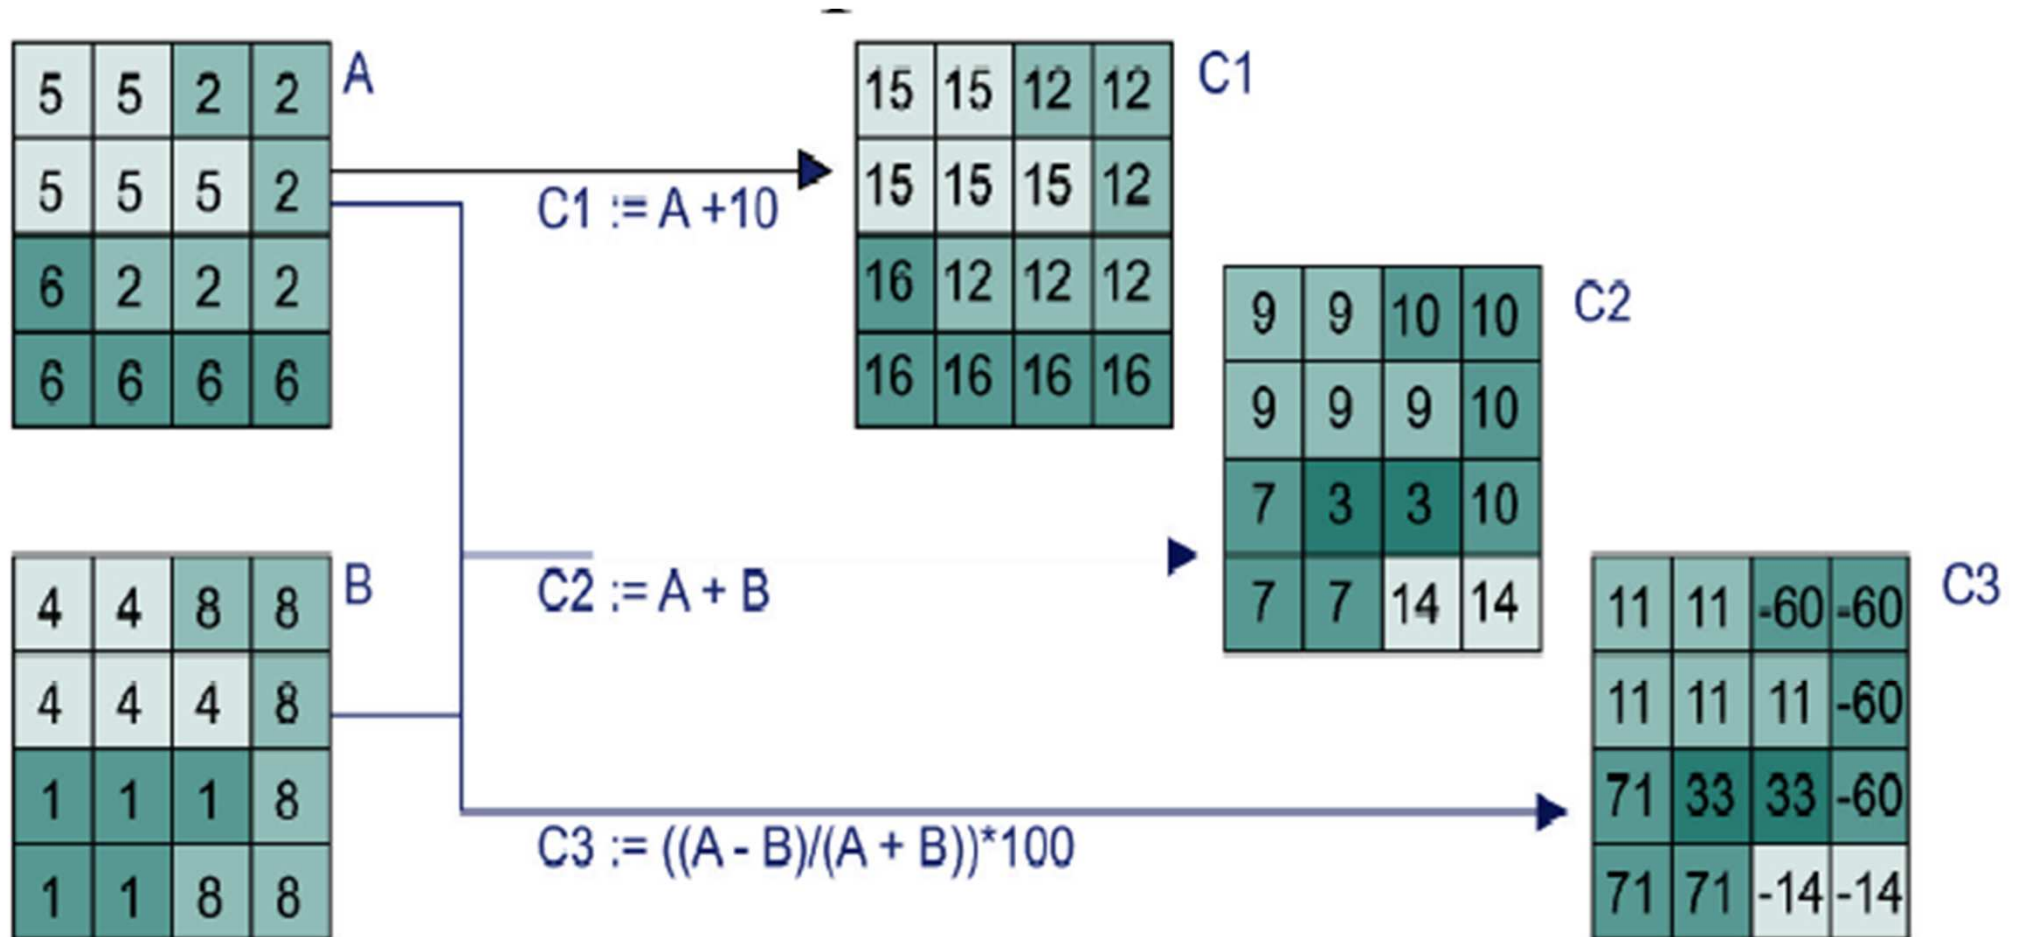 5 5 2 2 A
5 5 5 2
6 2 2 2
6 6 6 6
C1 := A +10
15 15 12 12 C1
15 15 15 12
16 12 12 12
16 16 16 16
4 4 8 8 B
4 4 4 8
1 1 1 8
1 1 8 8
C2 := A + B
9 9 10 10 C2
9 9 9 10
7 3 3 10
7 7 14 14
C3 := ((A - B)/(A + B))*100
11 11 -60 -60 C3
11 11 11 -60
71 33 33 -60
71 71 -14 -14